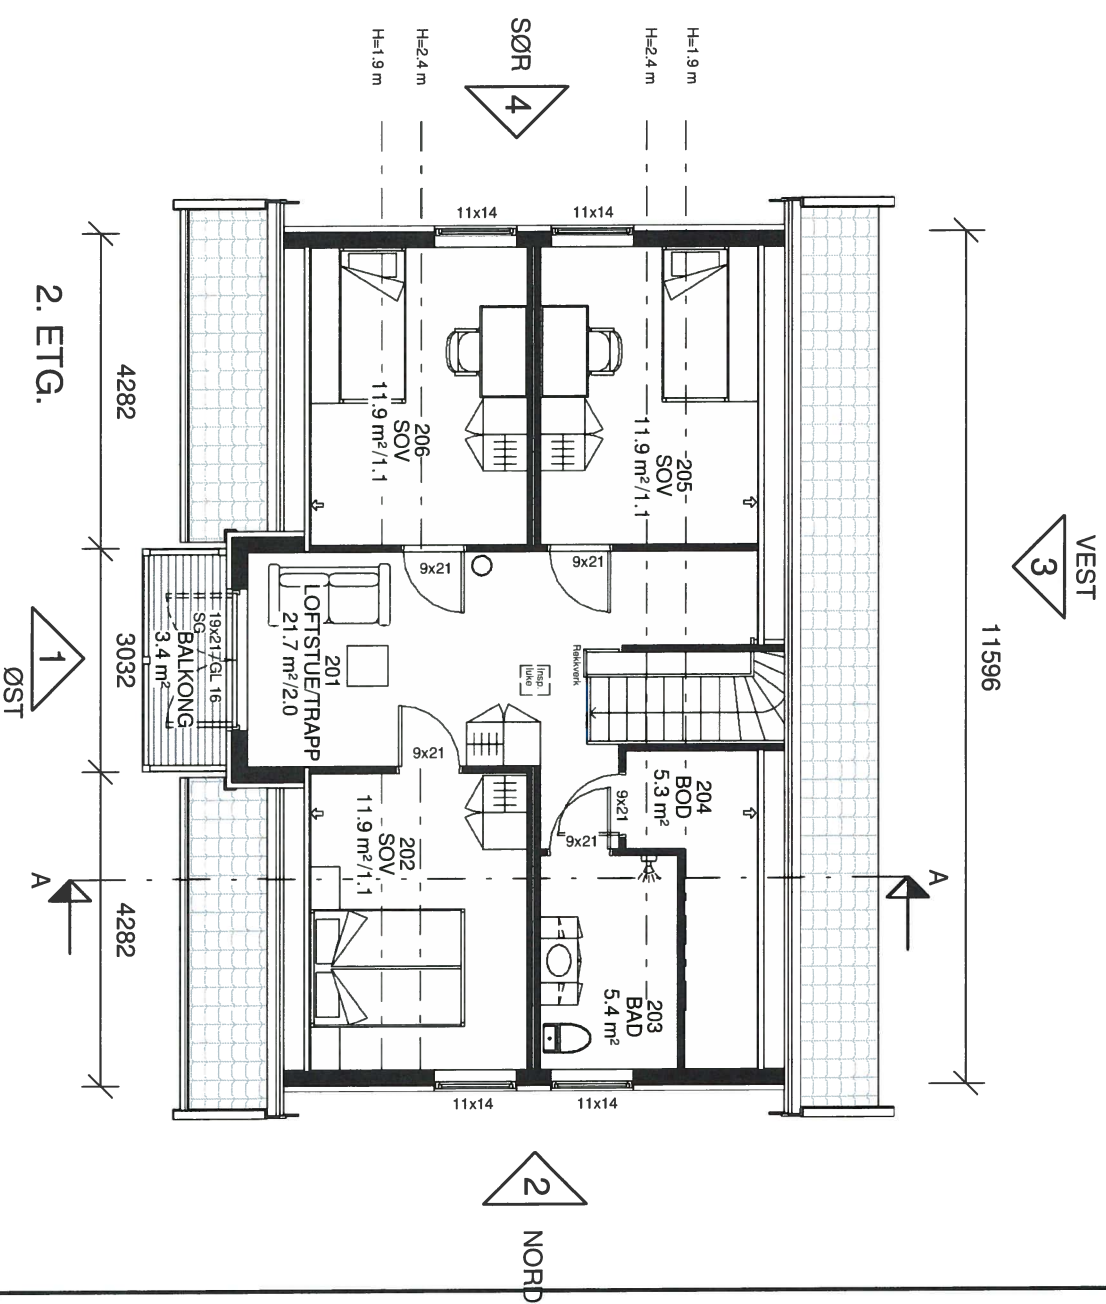 VEST
3
11596
SØR
4
H=1.9 m
H=2.4 m
H=2.4 m
H=1.9 m
11x14
11x14
205
SOV
11.9 m²/1.1
206
SOV
11.9 m²/1.1
9x21
9x21
Rekkverk
Insp.
luke
201
LOFTSTUE/TRAPP
21.7 m²/2.0
19x21 / GL 16
SG
BALKONG
3.4 m²
204
BOD
5.3 m²
9x21
9x21
9x21
202
SOV
11.9 m²/1.1
203
BAD
5.4 m²
11x14
11x14
A
A
4282
3032
4282
2. ETG.
1
ØST
2
NORD